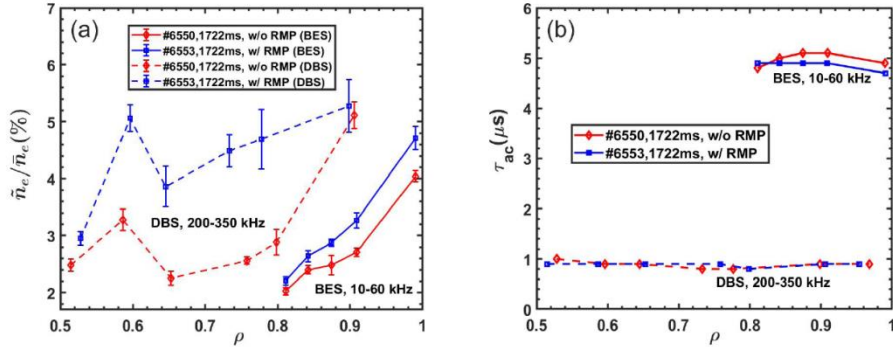 (a)
#6550,1722ms, w/o RMP (BES)
#6553,1722ms, w/ RMP (BES)
#6550,1722ms, w/o RMP (DBS)
#6553,1722ms, w/ RMP (DBS)
DBS, 200-350 kHz
BES, 10-60 kHz
ñₑ/n̄ₑ(%)
7
6
5
4
3
2
0.5 0.6 0.7 0.8 0.9 1
ρ
(b)
BES, 10-60 kHz
#6550,1722ms, w/o RMP
#6553,1722ms, w/ RMP
DBS, 200-350 kHz
τac(μs)
6
5
4
3
2
1
0
0.5 0.6 0.7 0.8 0.9 1
ρ